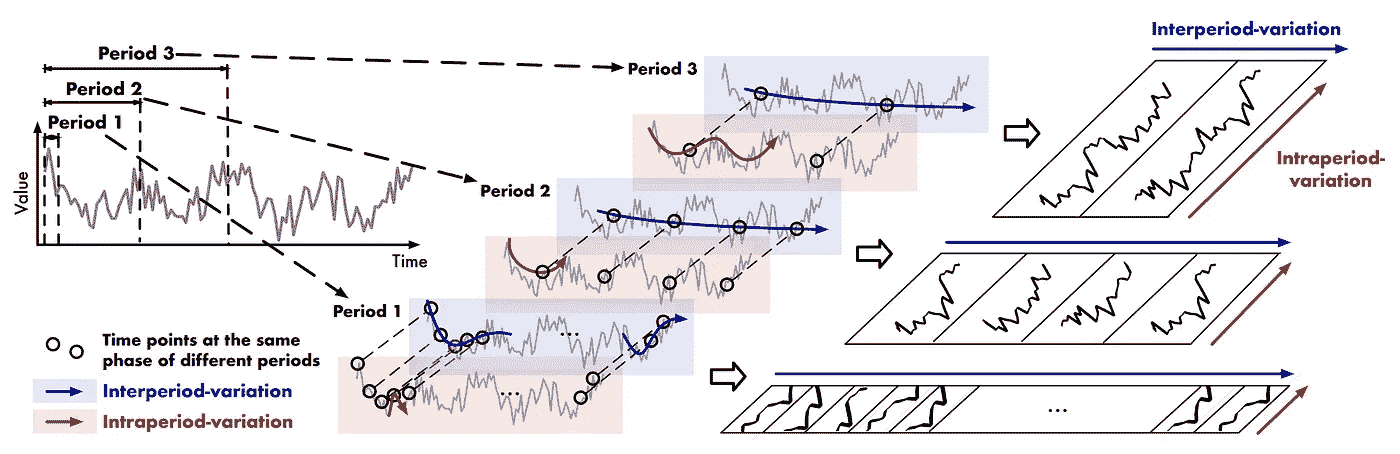 Period 3
Period 2
Period 1
Value
Time
Time points at the same
phase of different periods
Interperiod-variation
Intraperiod-variation
Period 3
Period 2
Period 1
...
...
Interperiod-variation
Intraperiod-
variation
...